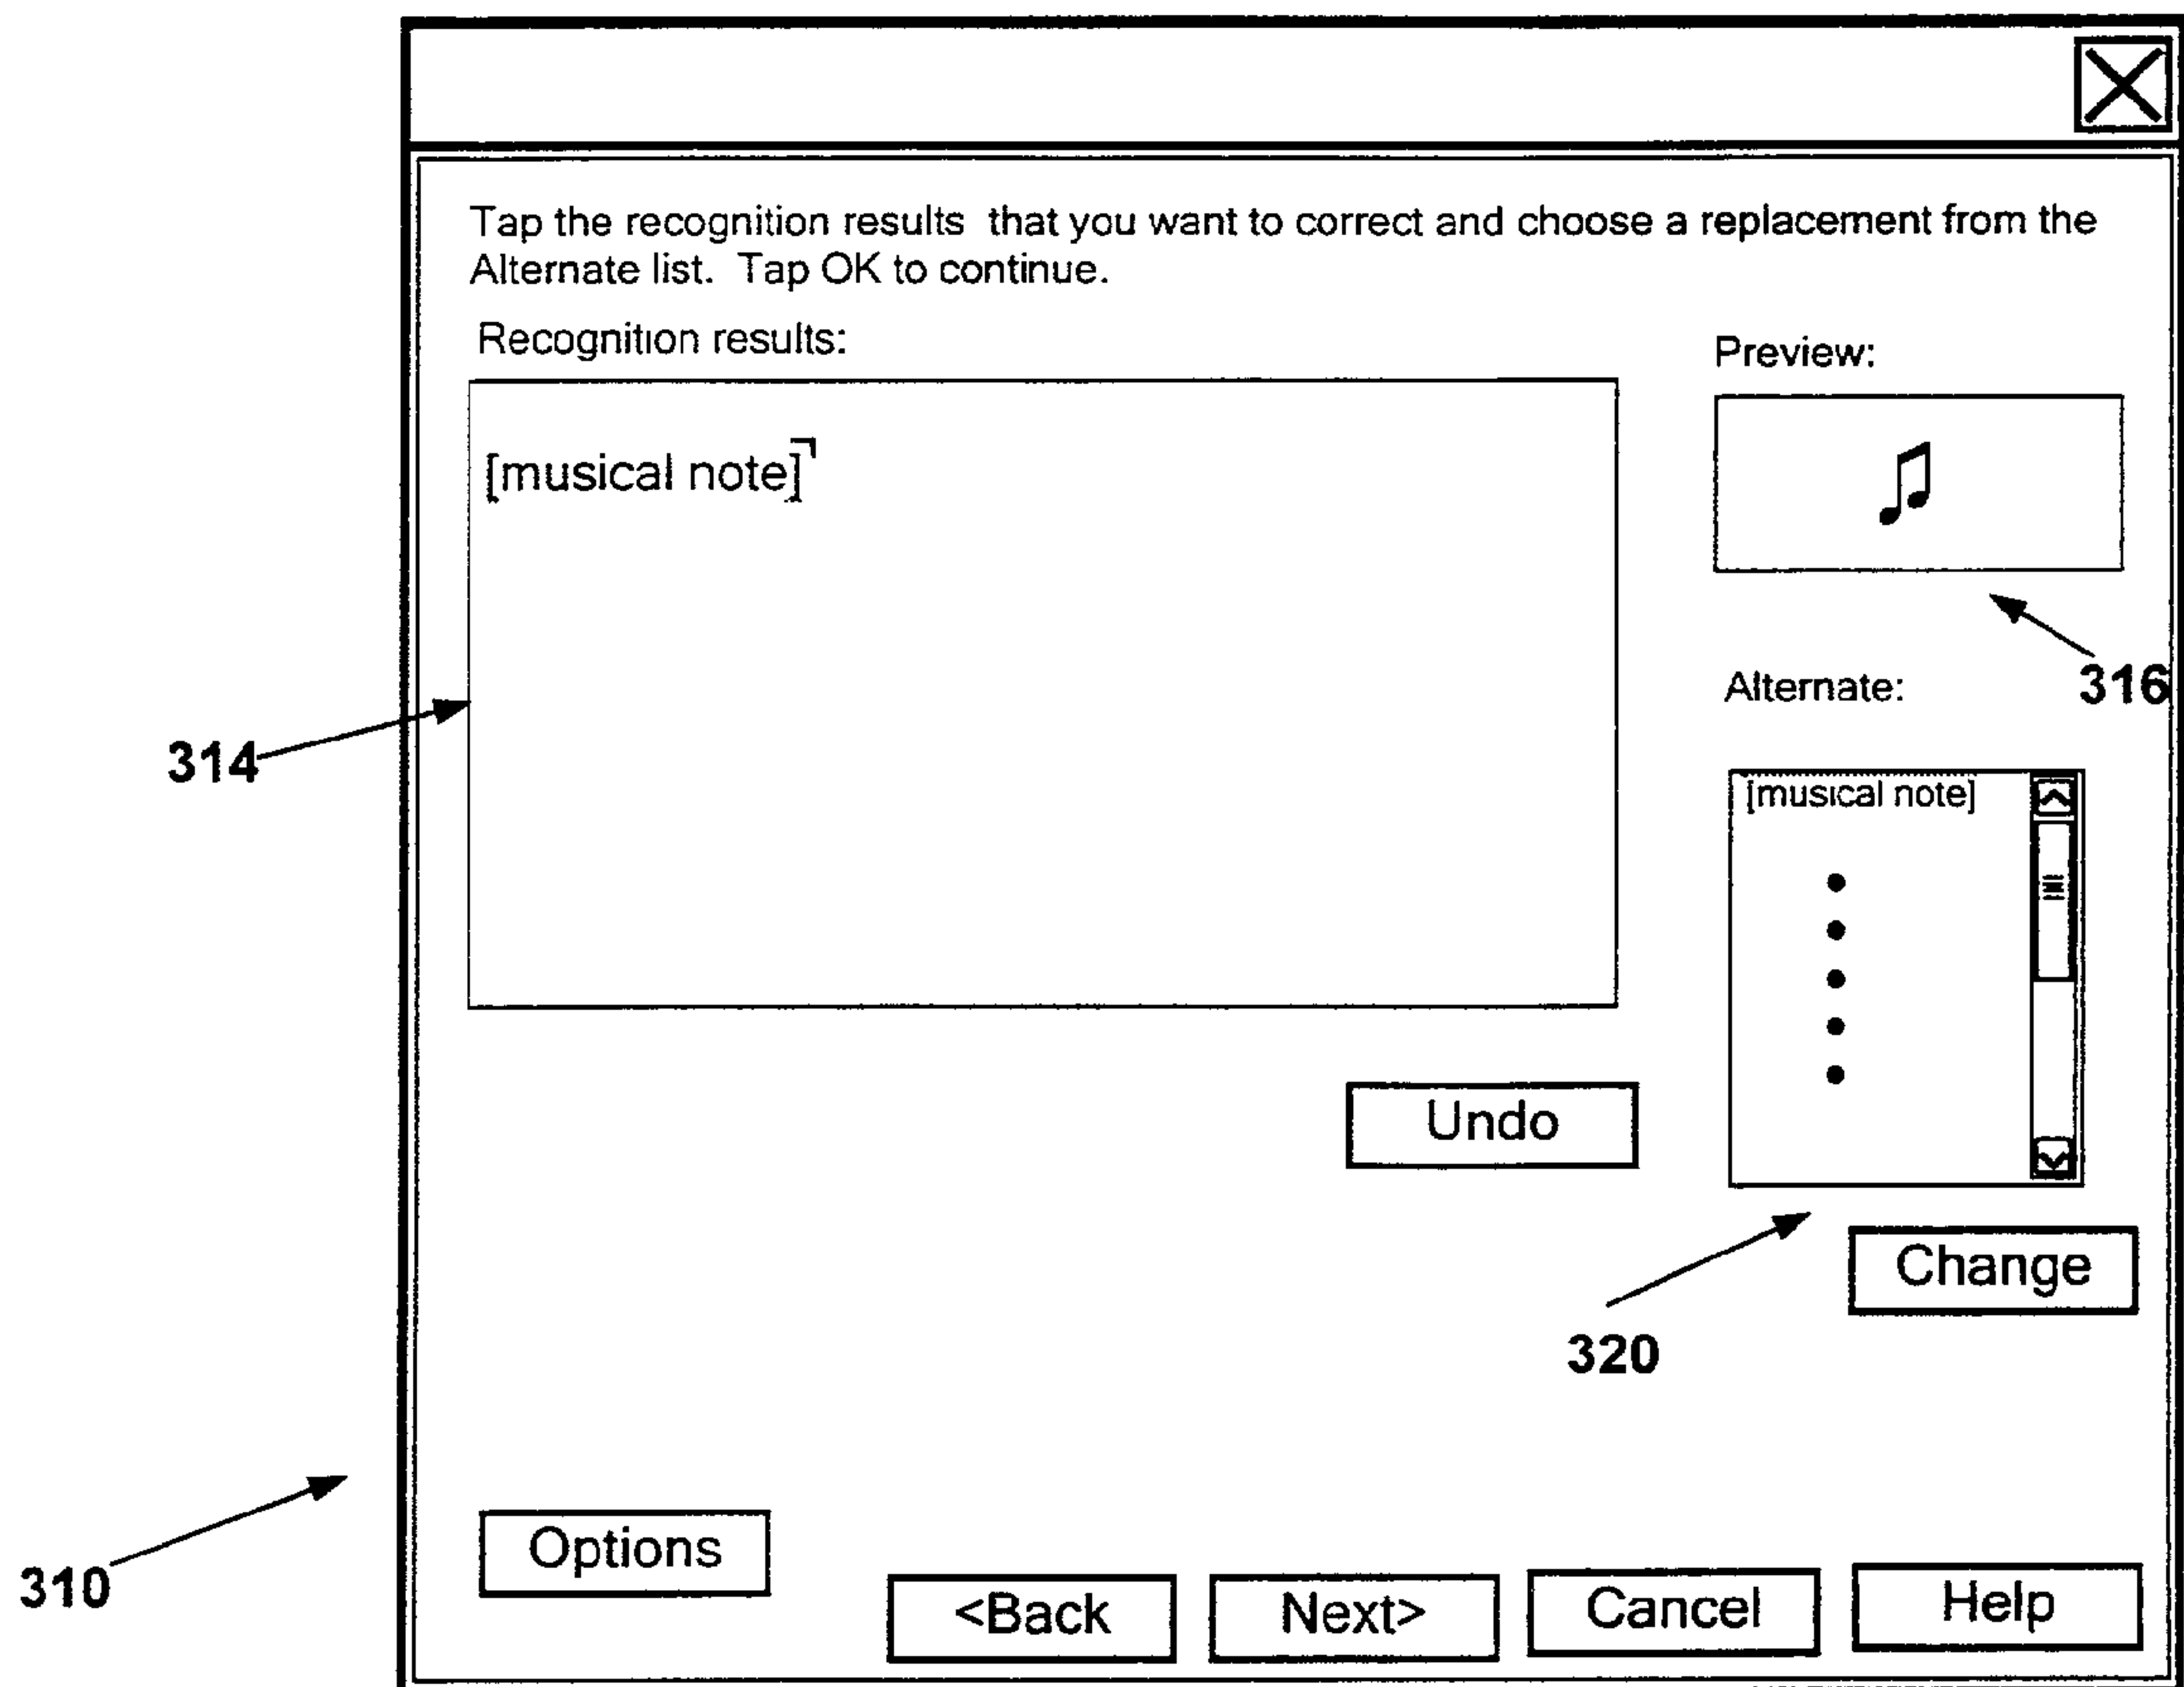 Tap the recognition results that you want to correct and choose a replacement from the
Alternate list. Tap OK to continue.
Recognition results:
Preview:
[musical note]
316
Alternate:
314
[musical note]
Undo
Change
320
Options
310
<Back
Next>
Cancel
Help